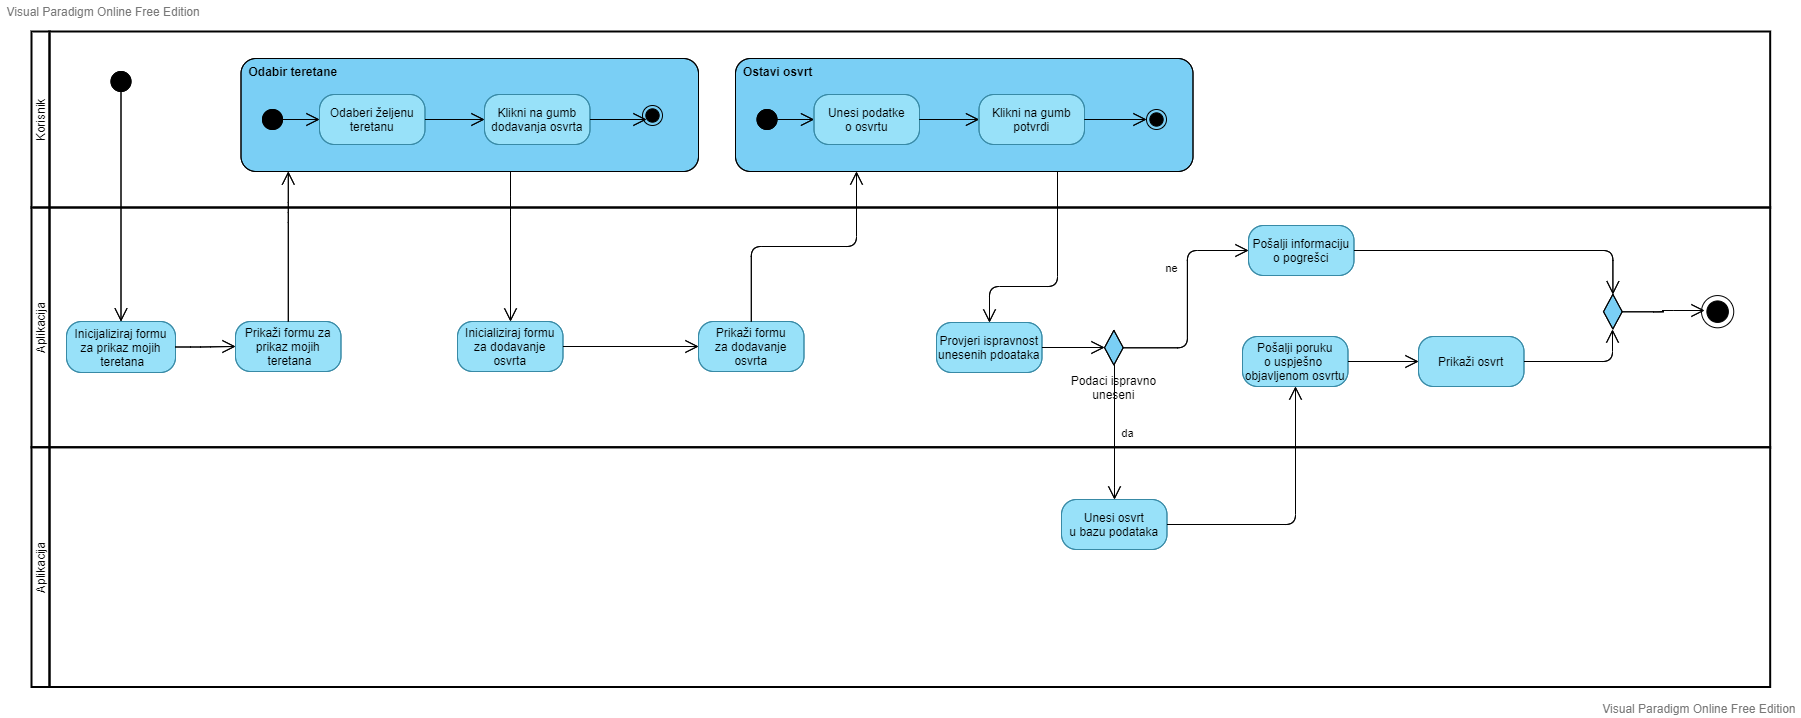 Visual Paradigm Online Free Edition
Korisnik
Odabir teretane
Odaberi željenu
teretanu
Klikni na gumb
dodavanja osvrta
Ostavi osvrt
Unesi podatke
o osvrtu
Klikni na gumb
potvrdi
Aplikacija
Inicijaliziraj formu
za prikaz mojih
teretana
Prikaži formu za
prikaz mojih
teretana
Inicializiraj formu
za dodavanje
osvrta
Prikaži formu
za dodavanje
osvrta
Provjeri ispravnost
unesenih pdoataka
Podaci ispravno
uneseni
ne
da
Pošalji informaciju
o pogrešci
Pošalji poruku
o uspješno
objavljenom osvrtu
Prikaži osvrt
Aplikacija
Unesi osvrt
u bazu podataka
Visual Paradigm Online Free Edition